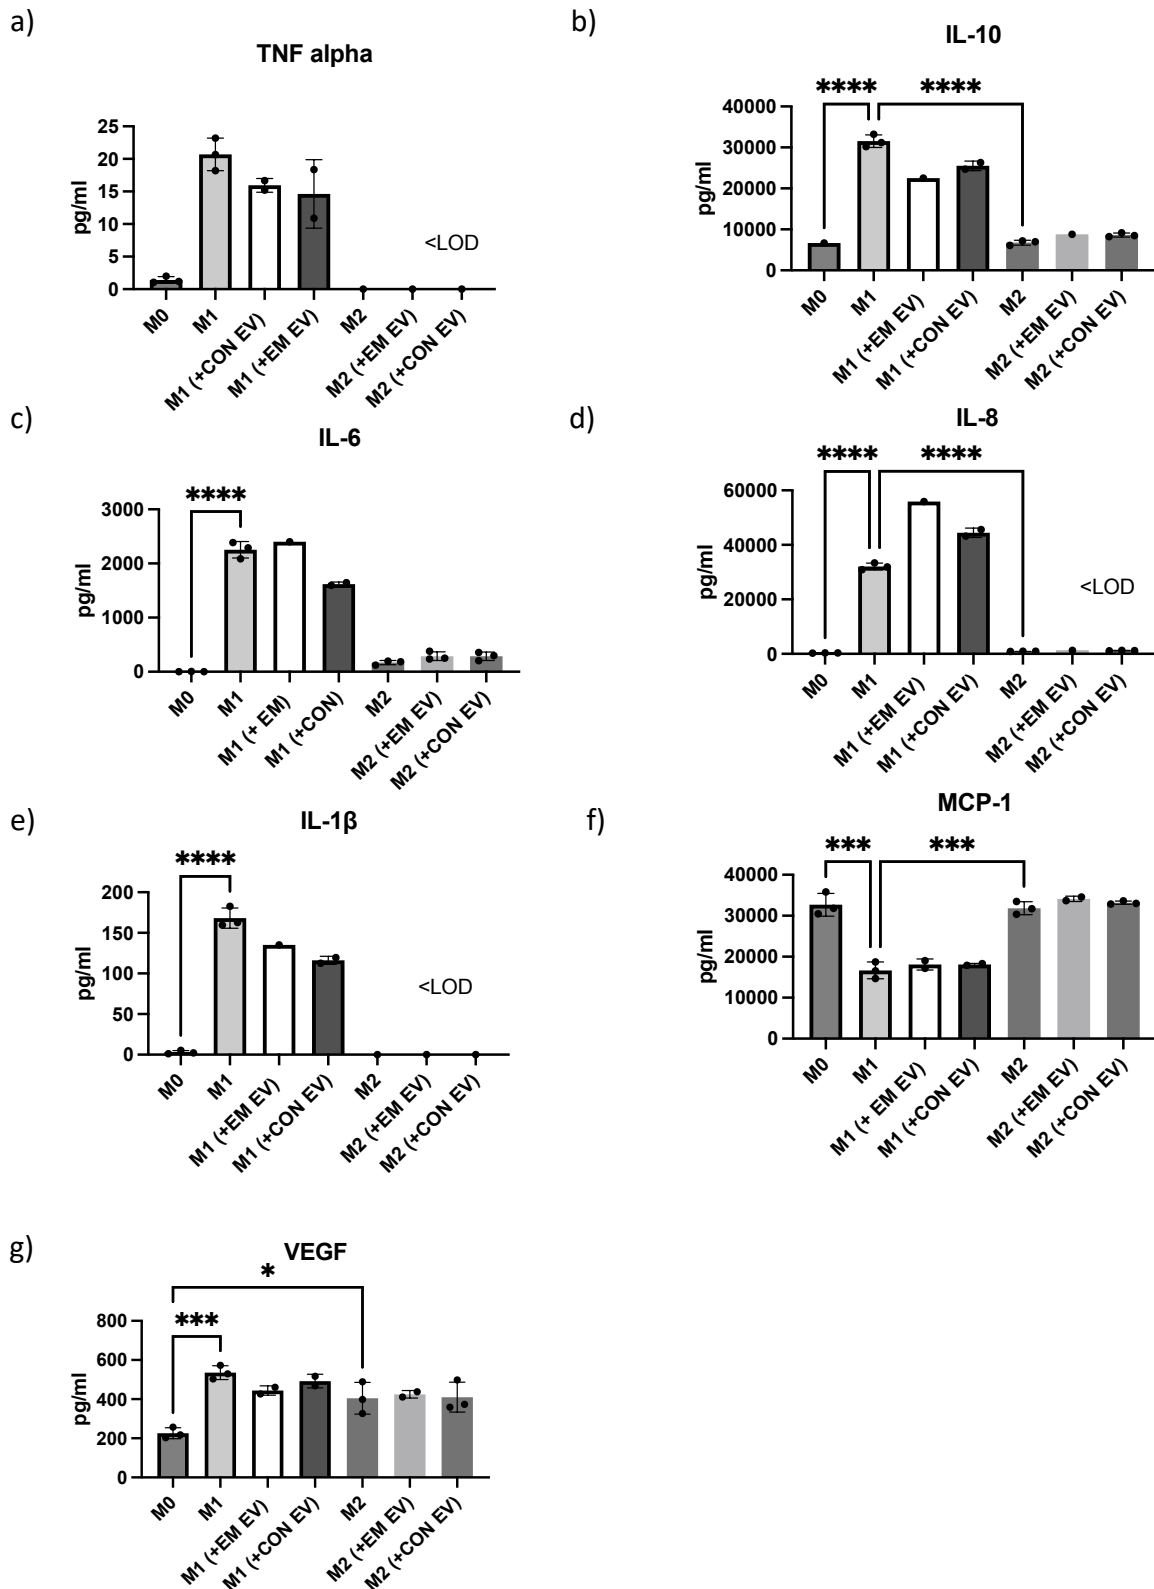 a)
TNF alpha
pg/ml
25
20
15
10
5
0
<LOD
M0
M1
M1 (+CON EV)
M1 (+EM EV)
M2
M2 (+EM EV)
M2 (+CON EV)
b)
IL-10
**** ****
pg/ml
40000
30000
20000
10000
0
M0
M1
M1 (+EM EV)
M1 (+CON EV)
M2
M2 (+EM EV)
M2 (+CON EV)
c)
IL-6
****
pg/ml
3000
2000
1000
0
M0
M1
M1 (+ EM)
M1 (+CON)
M2
M2 (+EM EV)
M2 (+CON EV)
d)
IL-8
**** ****
pg/ml
60000
40000
20000
0
<LOD
M0
M1
M1 (+EM EV)
M1 (+CON EV)
M2
M2 (+EM EV)
M2 (+CON EV)
e)
IL-1β
****
pg/ml
200
150
100
50
0
<LOD
M0
M1
M1 (+EM EV)
M1 (+CON EV)
M2
M2 (+EM EV)
M2 (+CON EV)
f)
MCP-1
*** ***
pg/ml
40000
30000
20000
10000
0
M0
M1
M1 (+ EM EV)
M1 (+CON EV)
M2
M2 (+EM EV)
M2 (+CON EV)
g)
VEGF
*
***
pg/ml
800
600
400
200
0
M0
M1
M1 (+EM EV)
M1 (+CON EV)
M2
M2 (+EM EV)
M2 (+CON EV)